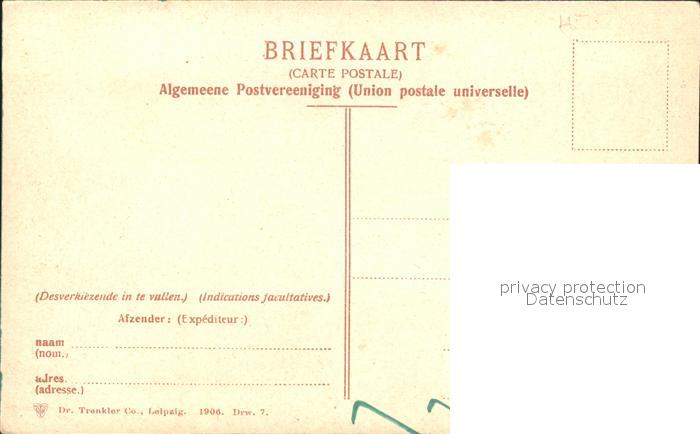 BRIEFKAART
(CARTE POSTALE)
Algemeene Postvereeniging (Union postale universelle)
(Desverkiezende in te vullen.) (Indications facultatives.)
Afzender: (Expéditeur:)
naam
(nom.)
adres.
(adresse.)
Dr. Trenkler Co., Leipzig. 1906. Drw. 7.
privacy protection
Datenschutz